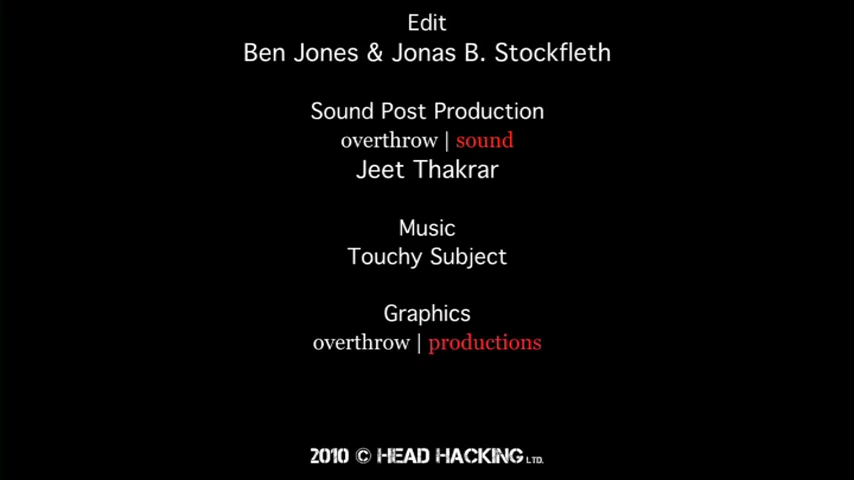 Edit
Ben Jones & Jonas B. Stockfleth
Sound Post Production
overthrow | sound
Jeet Thakrar
Music
Touchy Subject
Graphics
overthrow | productions
2010 © HEAD HACKING LTD.